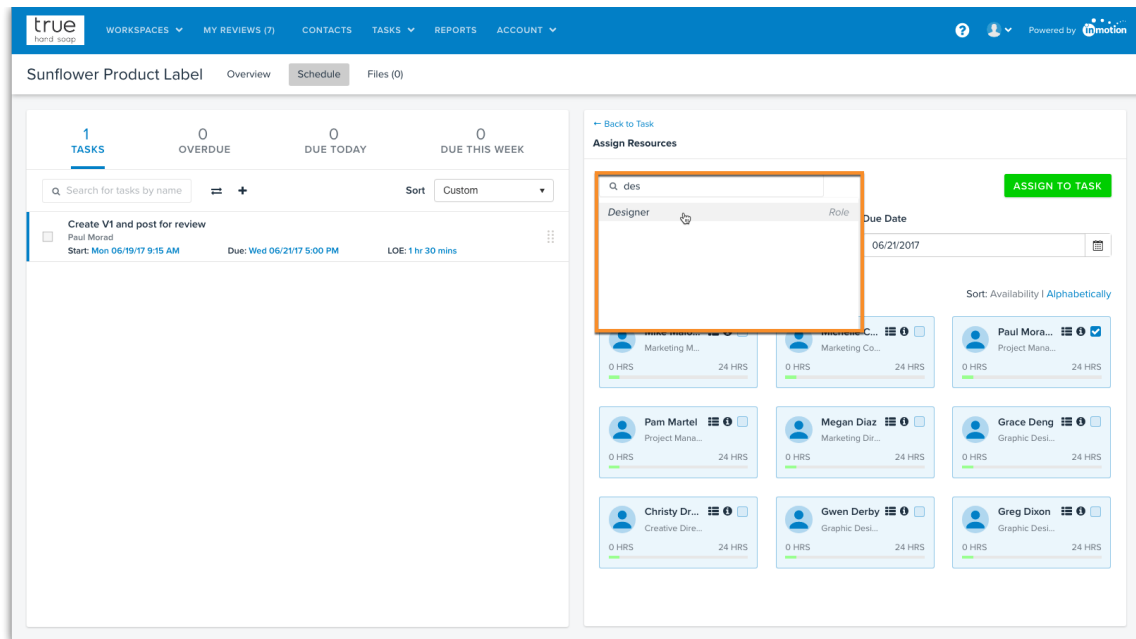 true
hand soap
WORKSPACES MY REVIEWS (7) CONTACTS TASKS REPORTS ACCOUNT
? Powered by inmotion
Sunflower Product Label Overview Schedule Files (0)
1 0 0 0
TASKS OVERDUE DUE TODAY DUE THIS WEEK
Search for tasks by name Sort Custom
Create V1 and post for review
Paul Morad
Start: Mon 06/19/17 9:15 AM Due: Wed 06/21/17 5:00 PM LOE: 1 hr 30 mins
← Back to Task
Assign Resources
des
ASSIGN TO TASK
Designer Role
Due Date
06/21/2017
Sort: Availability | Alphabetically
Michelle C... Paul Mora...
Marketing M... Marketing Co... Project Mana...
0 HRS 24 HRS 0 HRS 24 HRS 0 HRS 24 HRS
Pam Martel Megan Diaz Grace Deng
Project Mana... Marketing Dir... Graphic Desi...
0 HRS 24 HRS 0 HRS 24 HRS 0 HRS 24 HRS
Christy Dr... Gwen Derby Greg Dixon
Creative Dire... Graphic Desi... Graphic Desi...
0 HRS 24 HRS 0 HRS 24 HRS 0 HRS 24 HRS